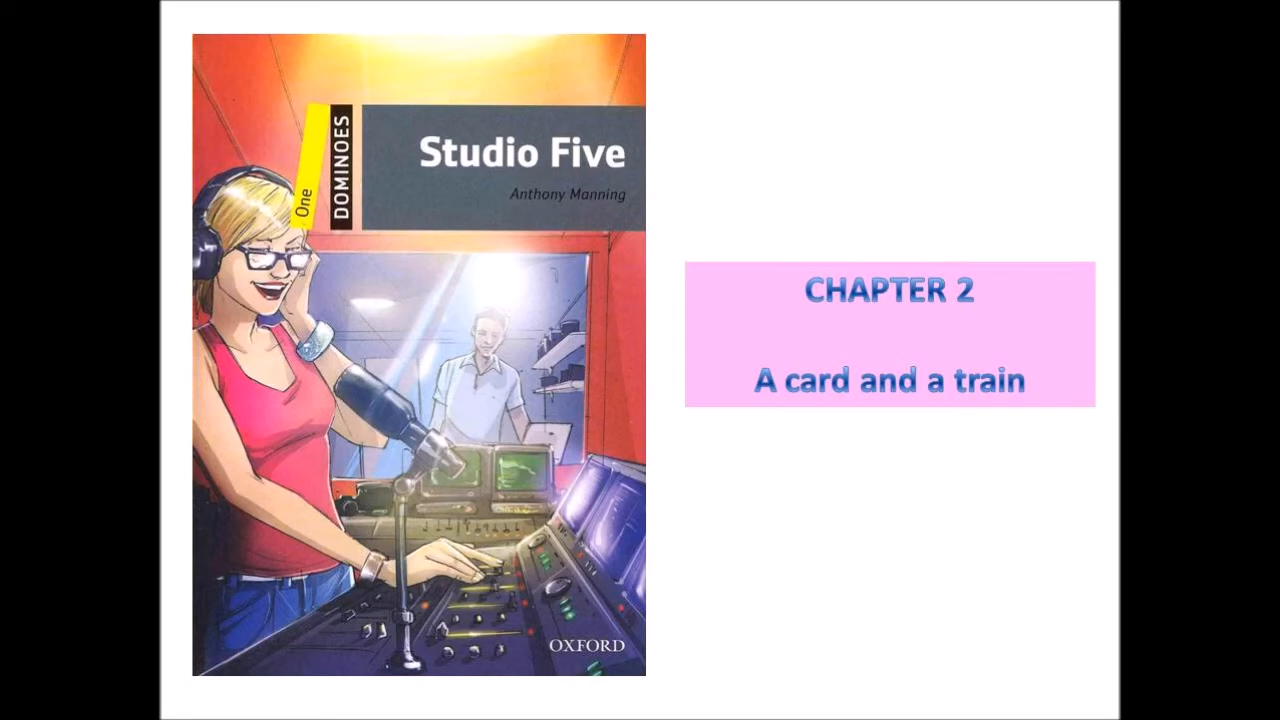 One
DOMINOES
Studio Five
Anthony Manning
OXFORD
CHAPTER 2
A card and a train